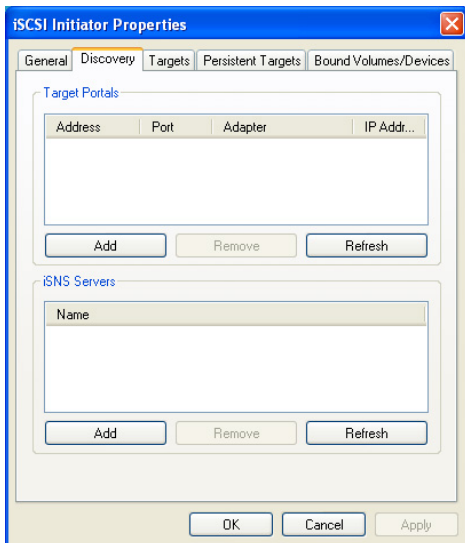 iSCSI Initiator Properties
General Discovery Targets Persistent Targets Bound Volumes/Devices
Target Portals
Address Port Adapter IP Addr...
Add Remove Refresh
iSNS Servers
Name
Add Remove Refresh
OK Cancel Apply